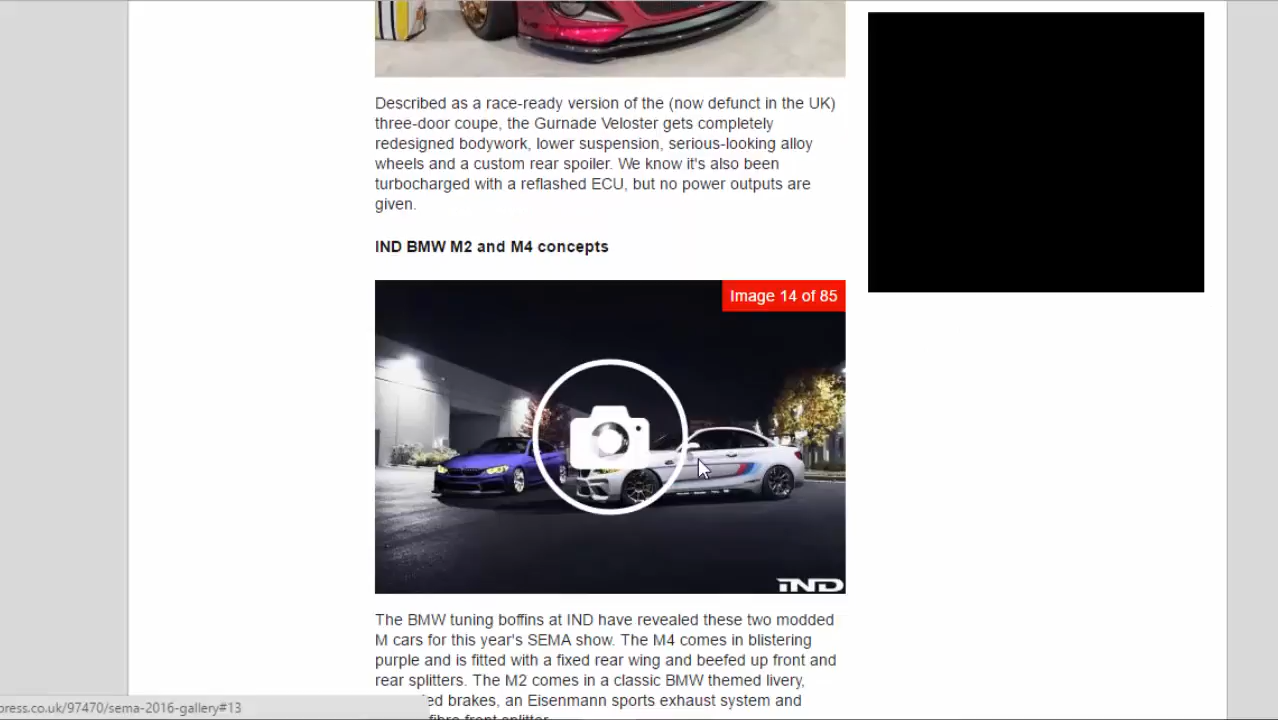 Described as a race-ready version of the (now defunct in the UK)
three-door coupe, the Gurnade Veloster gets completely
redesigned bodywork, lower suspension, serious-looking alloy
wheels and a custom rear spoiler. We know it's also been
turbocharged with a reflashed ECU, but no power outputs are
given.
IND BMW M2 and M4 concepts
Image 14 of 85
IND
The BMW tuning boffins at IND have revealed these two modded
M cars for this year's SEMA show. The M4 comes in blistering
purple and is fitted with a fixed rear wing and beefed up front and
rear splitters. The M2 comes in a classic BMW themed livery,
brakes, an Eisenmann sports exhaust system and
front splitter
press.co.uk/97470/sema-2016-gallery#13